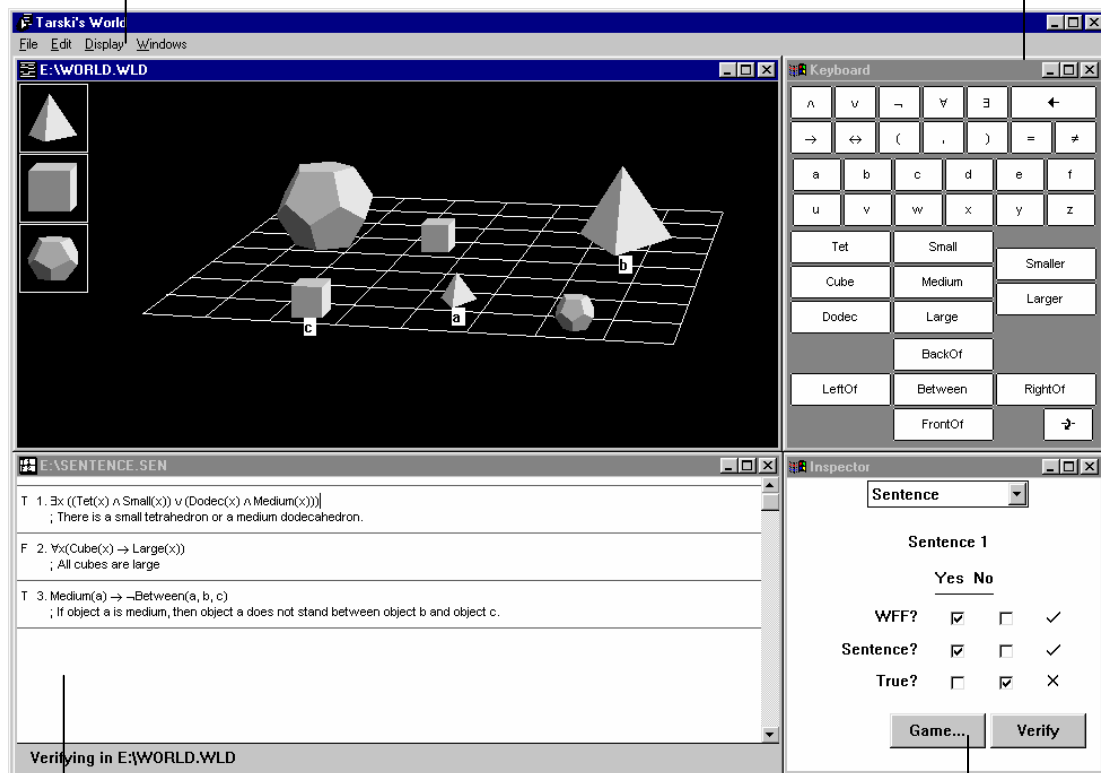 Tarski's World
File Edit Display Windows
E:\WORLD.WLD
b
a
c
Keyboard
∧ ∨ ¬ ∀ ∃ ←
→ ↔ ( , ) = ≠
a b c d e f
u v w x y z
Tet Small
Smaller
Cube Medium
Larger
Dodec Large
BackOf
LeftOf Between RightOf
FrontOf
E:\SENTENCE.SEN
T 1. ∃x ((Tet(x) ∧ Small(x)) ∨ (Dodec(x) ∧ Medium(x)))
; There is a small tetrahedron or a medium dodecahedron.
F 2. ∀x(Cube(x) → Large(x))
; All cubes are large
T 3. Medium(a) → ¬Between(a, b, c)
; If object a is medium, then object a does not stand between object b and object c.
Verifying in E:\WORLD.WLD
Inspector
Sentence
Sentence 1
Yes No
WFF?
Sentence?
True?
Game... Verify